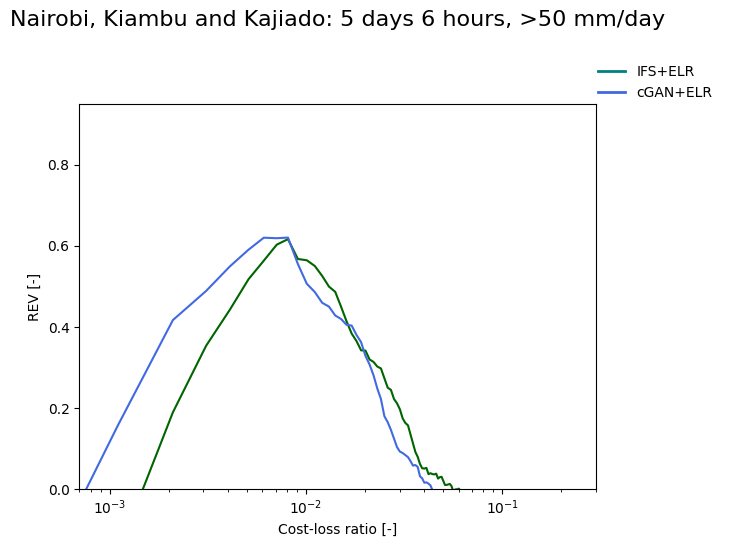 Nairobi, Kiambu and Kajiado: 5 days 6 hours, >50 mm/day
IFS+ELR
cGAN+ELR
0.8
0.6
0.4
0.2
0.0
REV [-]
10⁻³ 10⁻² 10⁻¹
Cost-loss ratio [-]